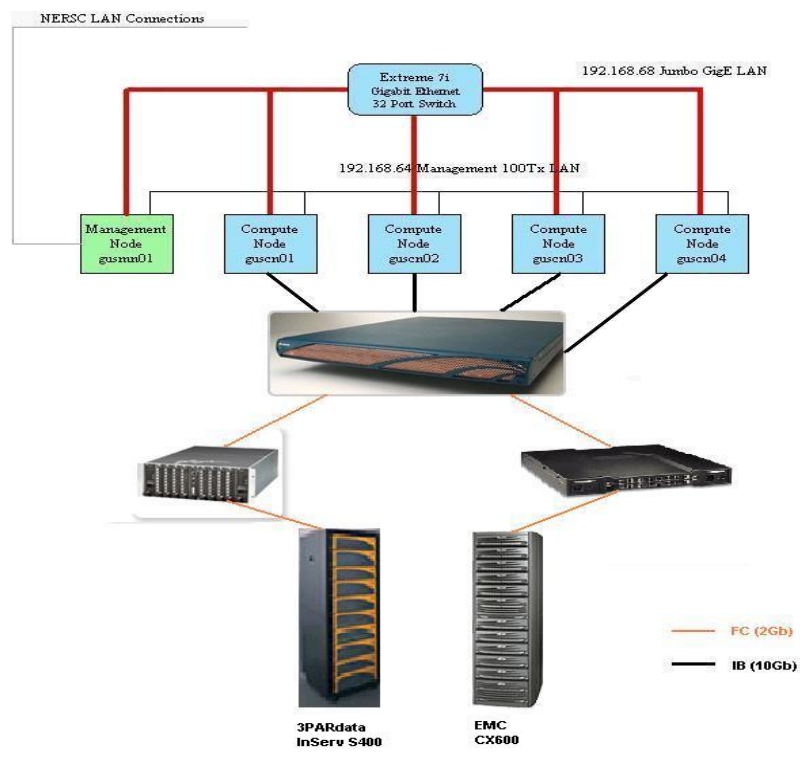 NERSC LAN Connections
192.168.68 Jumbo GigE LAN
Extreme 7i
Gigabit Ethernet
32 Port Switch
192.168.64 Management 100Tx LAN
Management
Node
gusmn01
Compute
Node
guscn01
Compute
Node
guscn02
Compute
Node
guscn03
Compute
Node
guscn04
FC (2Gb)
IB (10Gb)
3PARdata
InServ S400
EMC
CX600